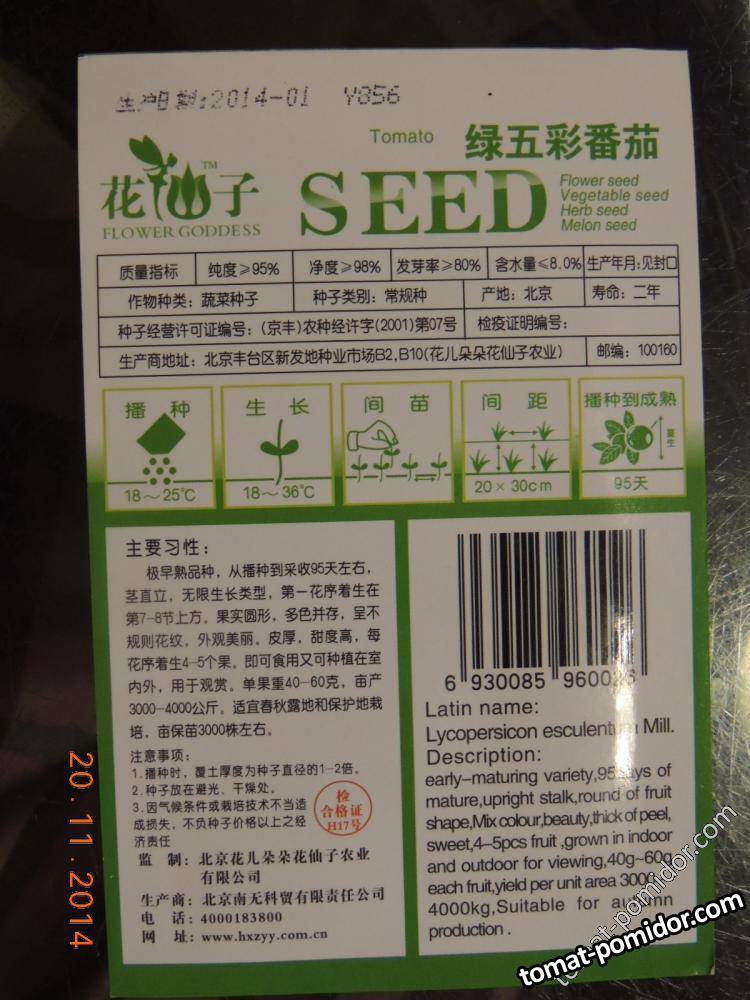 生产日期:2014-01 Y856
Tomato 绿五彩番茄
花仙子™
FLOWER GODDESS
SEED
Flower seed
Vegetable seed
Herb seed
Melon seed
质量指标 纯度≥95% 净度≥98% 发芽率≥80% 含水量≤8.0% 生产年月:见封口
作物种类: 蔬菜种子 种子类别: 常规种 产地: 北京 寿命: 二年
种子经营许可证编号: (京丰)农种经许字(2001)第07号 检疫证明编号:
生产商地址: 北京丰台区新发地种业市场B2,B10(花儿朵朵花仙子农业) 邮编: 100160
播种 生长 间苗 间距 播种到成熟
18～25℃ 18～36℃ 20×30cm 95天
主要习性:
极早熟品种，从播种到采收95天左右，
茎直立，无限生长类型，第一花序着生在
第7-8节上方。果实圆形，多色并存，呈不
规则花纹，外观美丽。皮厚，甜度高，每
花序着生4-5个果。即可食用又可种植在室
内外，用于观赏。单果重40-60克，亩产
3000-4000公斤。适宜春秋露地和保护地栽
培，亩保苗3000株左右。
注意事项:
1.播种时，覆土厚度为种子直径的1-2倍。
2.种子放在避光、干燥处。
3.因气候条件或栽培技术不当造
成损失，不负种子价格以上之经
济责任
检
合格证
H17号
监 制: 北京花儿朵朵花仙子农业
有限公司
生产商: 北京南无科贸有限责任公司
电 话: 4000183800
网 址: www.hxzyy.com.cn
6 930085 960026
Latin name:
Lycopersicon esculentum Mill.
Description:
early-maturing variety,95days of
mature,upright stalk,round of fruit
shape,Mix colour,beauty,thick of peel,
sweet,4-5pcs fruit ,grown in indoor
and outdoor for viewing,40g~60g
each fruit,yield per unit area 3000-
4000kg,Suitable for autumn
production .
20.11.2014
tomat-pomidor.com
tomat-pomidor.com